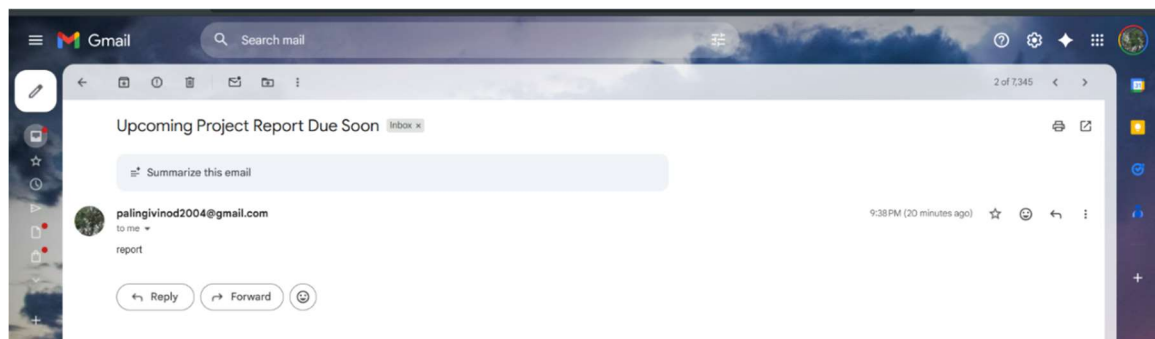 Gmail
Search mail
2 of 7,345
Upcoming Project Report Due Soon Inbox x
Summarize this email
palingivinod2004@gmail.com 9:38 PM (20 minutes ago)
to me
report
Reply Forward
31